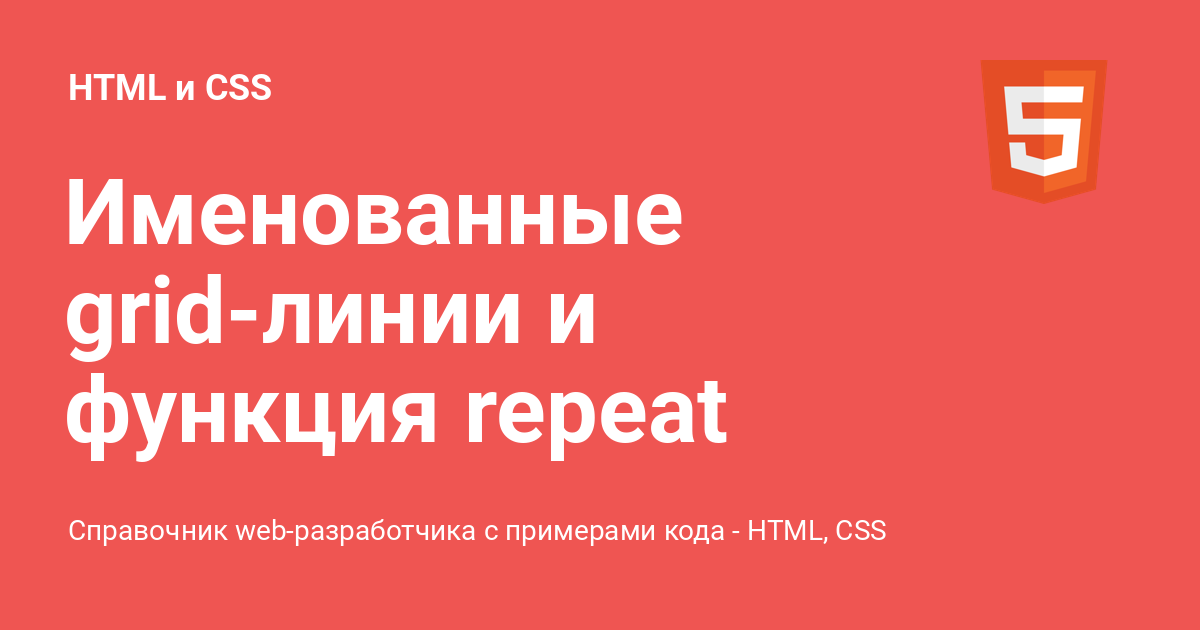 HTML и CSS
Именованные
grid-линии и
функция repeat
Справочник web-разработчика с примерами кода - HTML, CSS
5